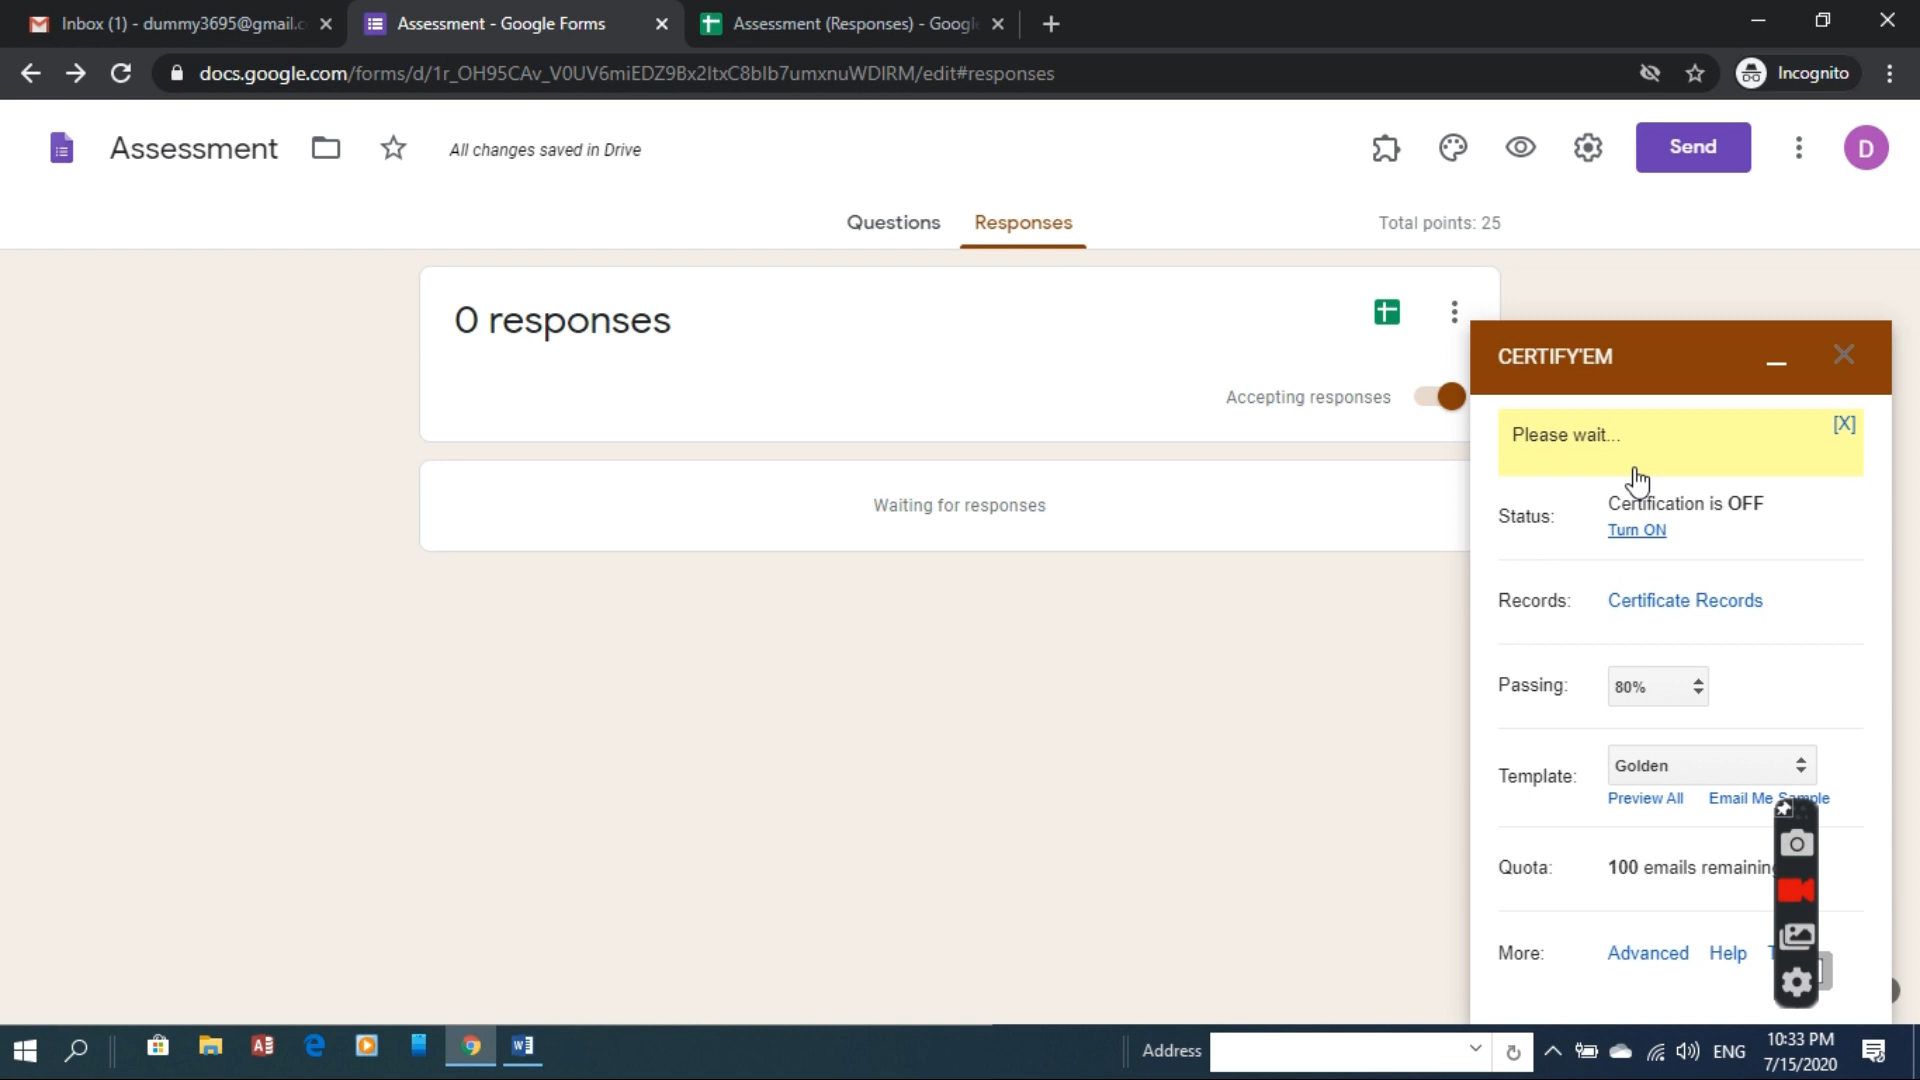 Inbox (1) - dummy3695@gmail.c
Assessment - Google Forms
Assessment (Responses) - Googl
docs.google.com/forms/d/1r_OH95CAv_V0UV6miEDZ9Bx2ltxC8blb7umxnuWDIRM/edit#responses
Incognito
Assessment
All changes saved in Drive
Send
D
Questions
Responses
Total points: 25
0 responses
Accepting responses
Waiting for responses
CERTIFY'EM
Please wait...
[X]
Status:
Certification is OFF
Turn ON
Records:
Certificate Records
Passing:
80%
Template:
Golden
Preview All
Email Me Sample
Quota:
100 emails remaining
More:
Advanced
Help
Address
ENG
10:33 PM
7/15/2020